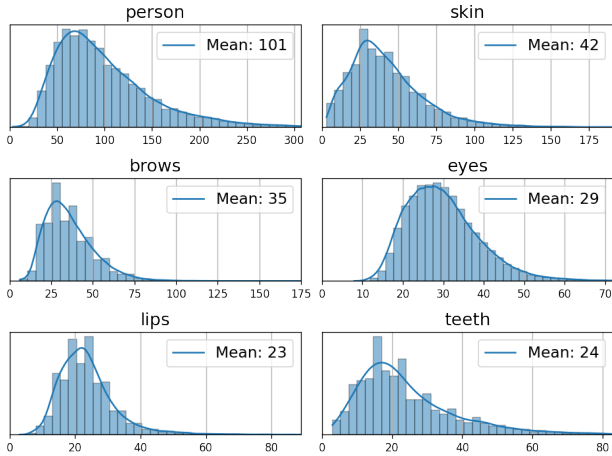 person
Mean: 101
0 50 100 150 200 250 300
skin
Mean: 42
0 25 50 75 100 125 150 175
brows
Mean: 35
0 25 50 75 100 125 150 175
eyes
Mean: 29
0 10 20 30 40 50 60 70
lips
Mean: 23
0 20 40 60 80
teeth
Mean: 24
0 20 40 60 80